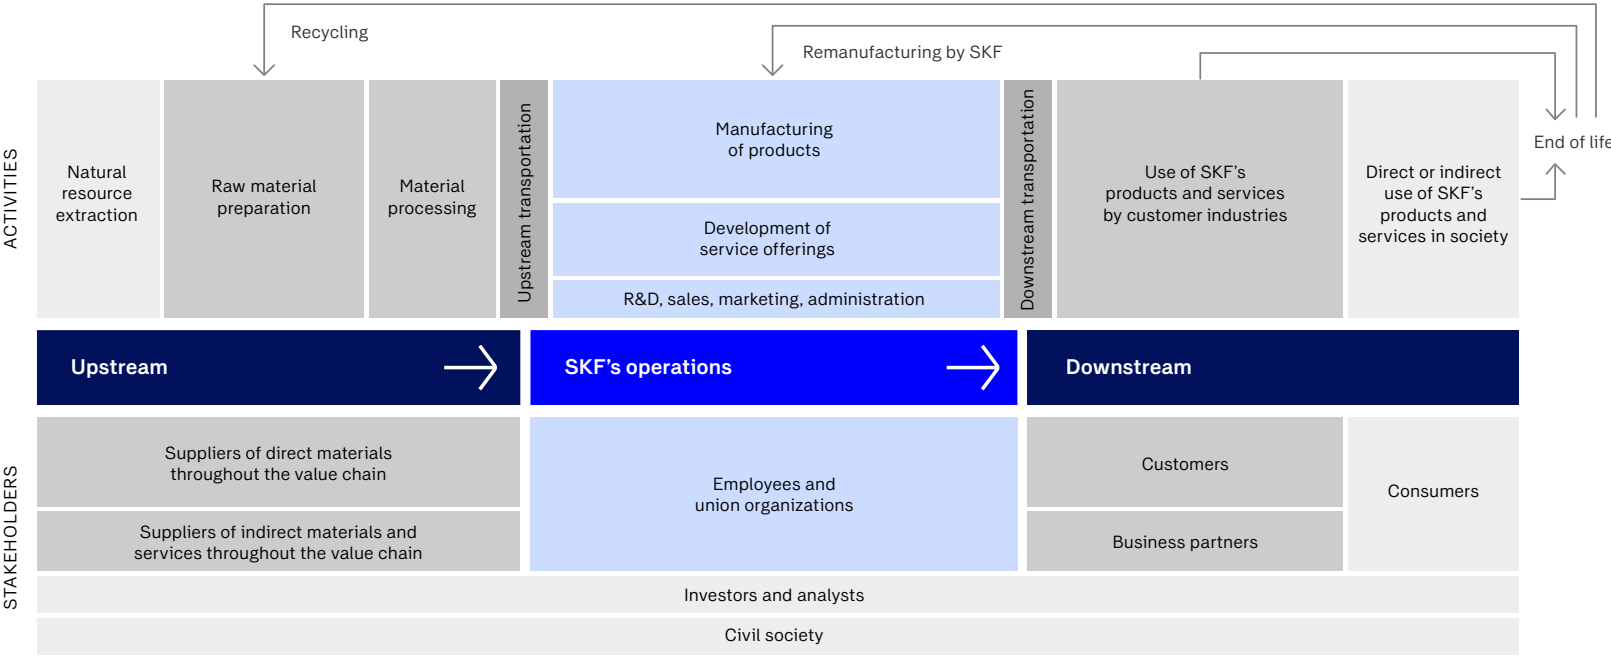 Recycling
Remanufacturing by SKF
ACTIVITIES
Natural
resource
extraction
Raw material
preparation
Material
processing
Upstream transportation
Manufacturing
of products
Development of
service offerings
R&D, sales, marketing, administration
Downstream transportation
Use of SKF’s
products and services
by customer industries
Direct or indirect
use of SKF’s
products and
services in society
End of life
Upstream
SKF’s operations
Downstream
STAKEHOLDERS
Suppliers of direct materials
throughout the value chain
Suppliers of indirect materials and
services throughout the value chain
Employees and
union organizations
Customers
Business partners
Consumers
Investors and analysts
Civil society